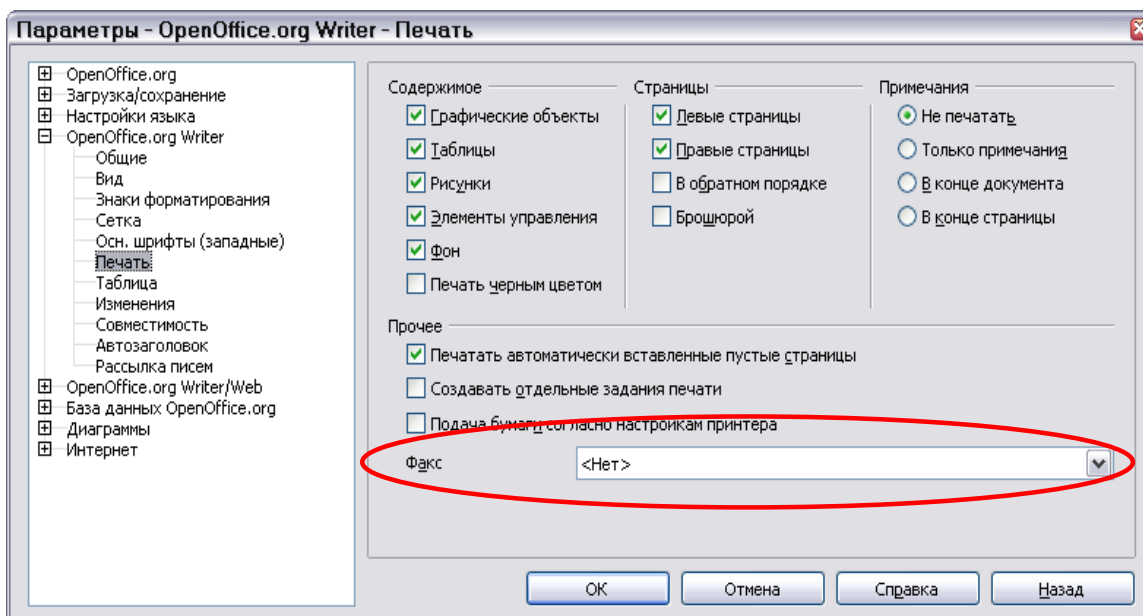 Параметры - OpenOffice.org Writer - Печать
OpenOffice.org
Загрузка/сохранение
Настройки языка
OpenOffice.org Writer
Общие
Вид
Знаки форматирования
Сетка
Осн. шрифты (западные)
Печать
Таблица
Изменения
Совместимость
Автозаголовок
Рассылка писем
OpenOffice.org Writer/Web
База данных OpenOffice.org
Диаграммы
Интернет
Содержимое
Графические объекты
Таблицы
Рисунки
Элементы управления
Фон
Печать черным цветом
Страницы
Левые страницы
Правые страницы
В обратном порядке
Брошюрой
Примечания
Не печатать
Только примечания
В конце документа
В конце страницы
Прочее
Печатать автоматически вставленные пустые страницы
Создавать отдельные задания печати
Подача бумаги согласно настройкам принтера
Факс
<Нет>
ОК
Отмена
Справка
Назад